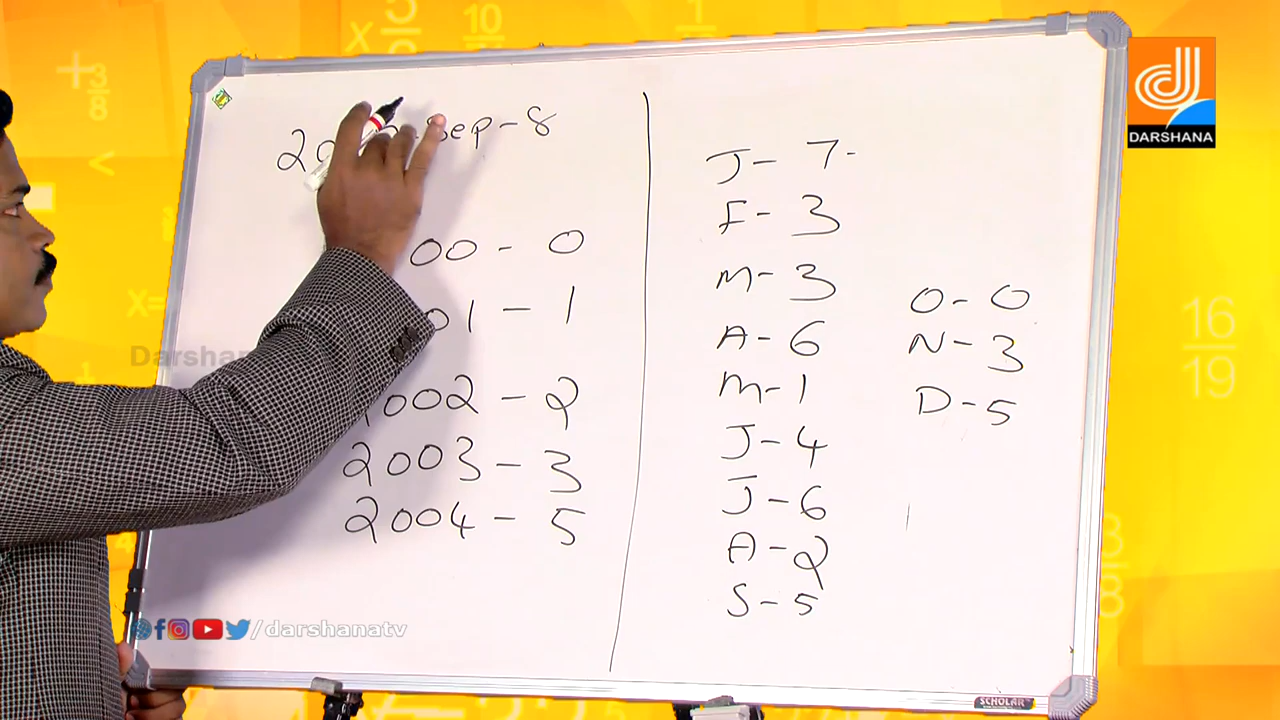 Sep - 8
00 - 0
01 - 1
2002 - 2
2003 - 3
2004 - 5
J - 7
F - 3
M - 3
A - 6
M - 1
J - 4
J - 6
A - 2
S - 5
O - 0
N - 3
D - 5
DARSHANA
/darshanatv
SCHOLAR